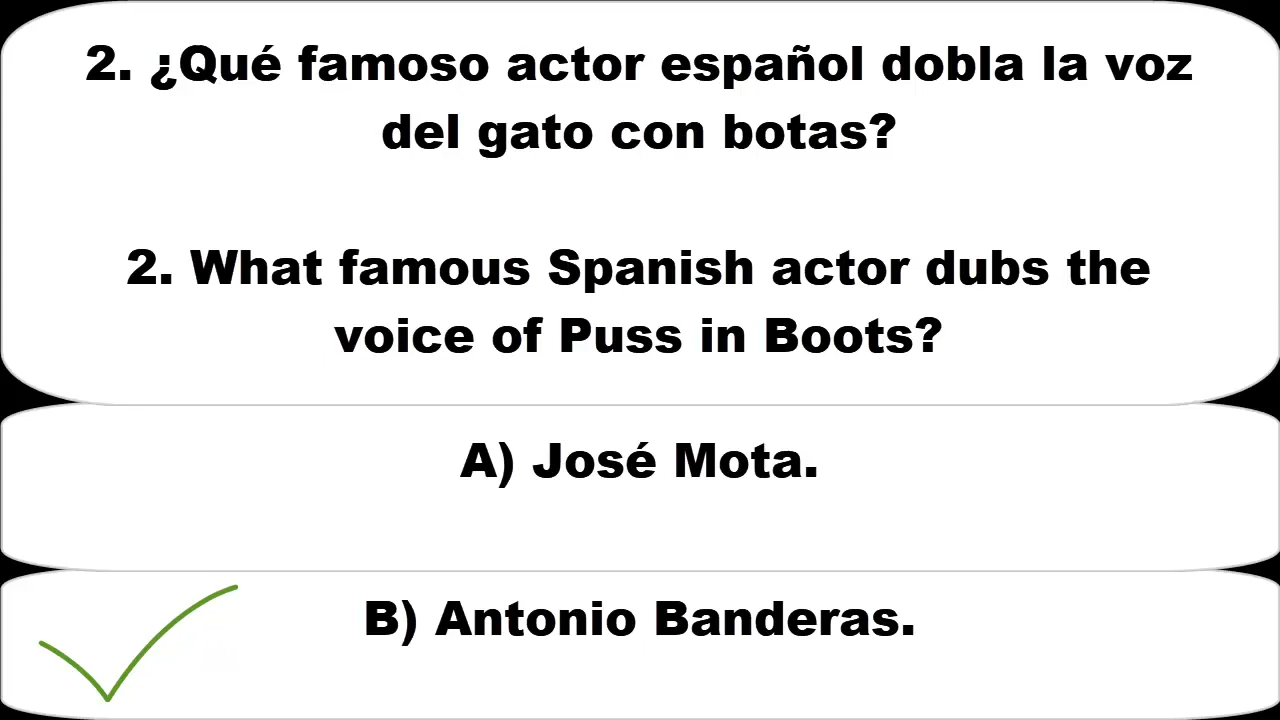 2. ¿Qué famoso actor español dobla la voz
del gato con botas?
2. What famous Spanish actor dubs the
voice of Puss in Boots?
A) José Mota.
B) Antonio Banderas.